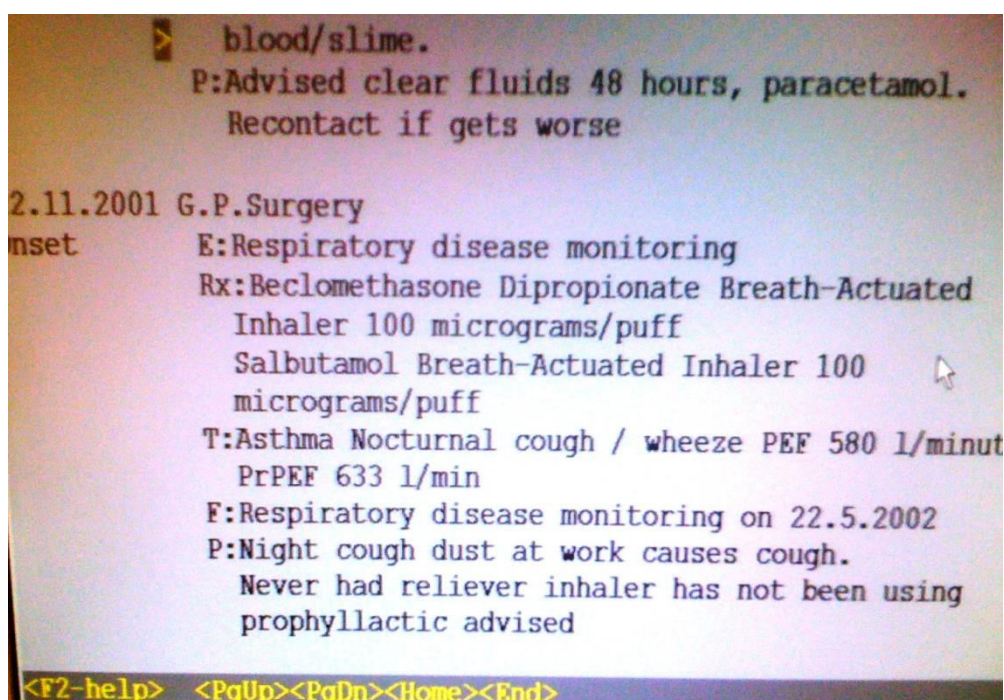 > blood/slime.
P:Advised clear fluids 48 hours, paracetamol.
Recontact if gets worse
2.11.2001 G.P.Surgery
nset E:Respiratory disease monitoring
Rx:Beclomethasone Dipropionate Breath-Actuated
Inhaler 100 micrograms/puff
Salbutamol Breath-Actuated Inhaler 100
micrograms/puff
T:Asthma Nocturnal cough / wheeze PEF 580 l/minut
PrPEF 633 l/min
F:Respiratory disease monitoring on 22.5.2002
P:Night cough dust at work causes cough.
Never had reliever inhaler has not been using
prophyllactic advised
<F2-help> <PgUp><PgDn><Home><End>